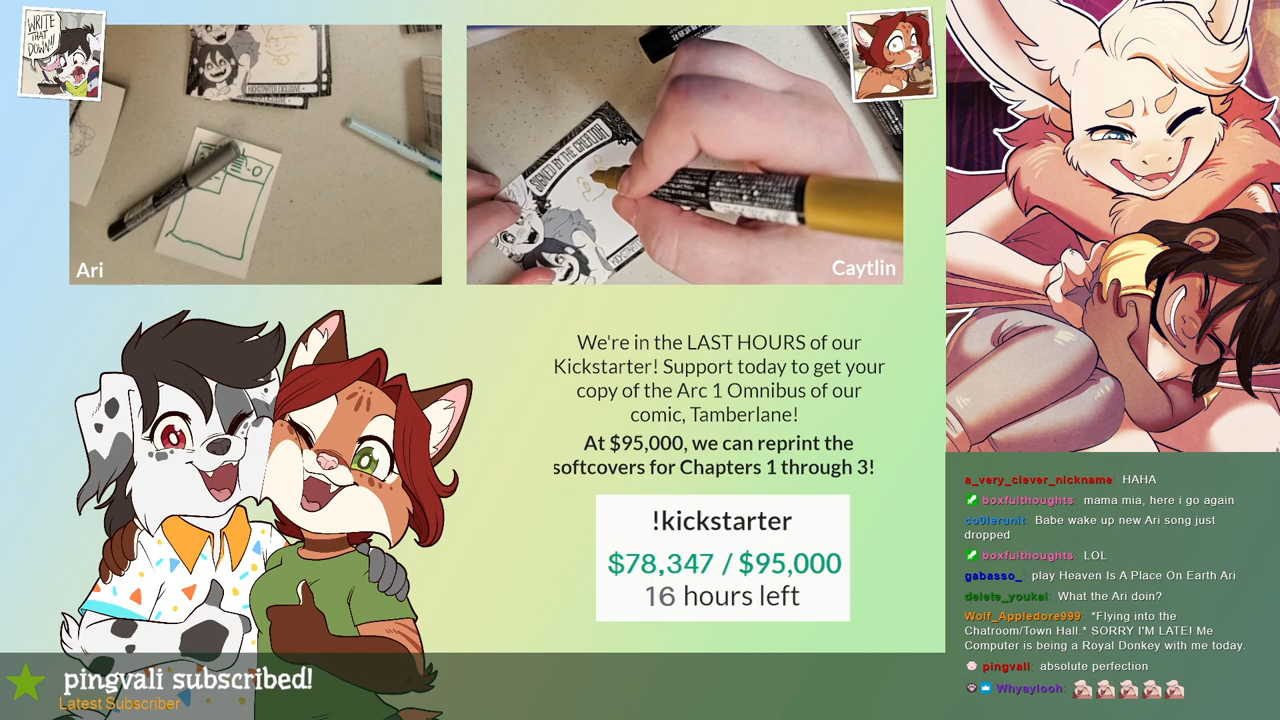 WRITE
THAT
DOWN!!!
KICKSTARTER EXCLUSIVE
SIGNED BY THE CREATOR
Ari
Caytlin
We're in the LAST HOURS of our
Kickstarter! Support today to get your
copy of the Arc 1 Omnibus of our
comic, Tamberlane!
At $95,000, we can reprint the
softcovers for Chapters 1 through 3!
!kickstarter
$78,347 / $95,000
16 hours left
pingvali subscribed!
Latest Subscriber
a_very_clever_nickname: HAHA
boxfulthoughts: mama mia, here i go again
co0lerunit: Babe wake up new Ari song just
dropped
boxfulthoughts: LOL
gabasso_: play Heaven Is A Place On Earth Ari
delete_youkai: What the Ari doin?
Wolf_Appledore999: *Flying into the
Chatroom/Town Hall.* SORRY I'M LATE! Me
Computer is being a Royal Donkey with me today.
pingvali: absolute perfection
Whyaylooh: